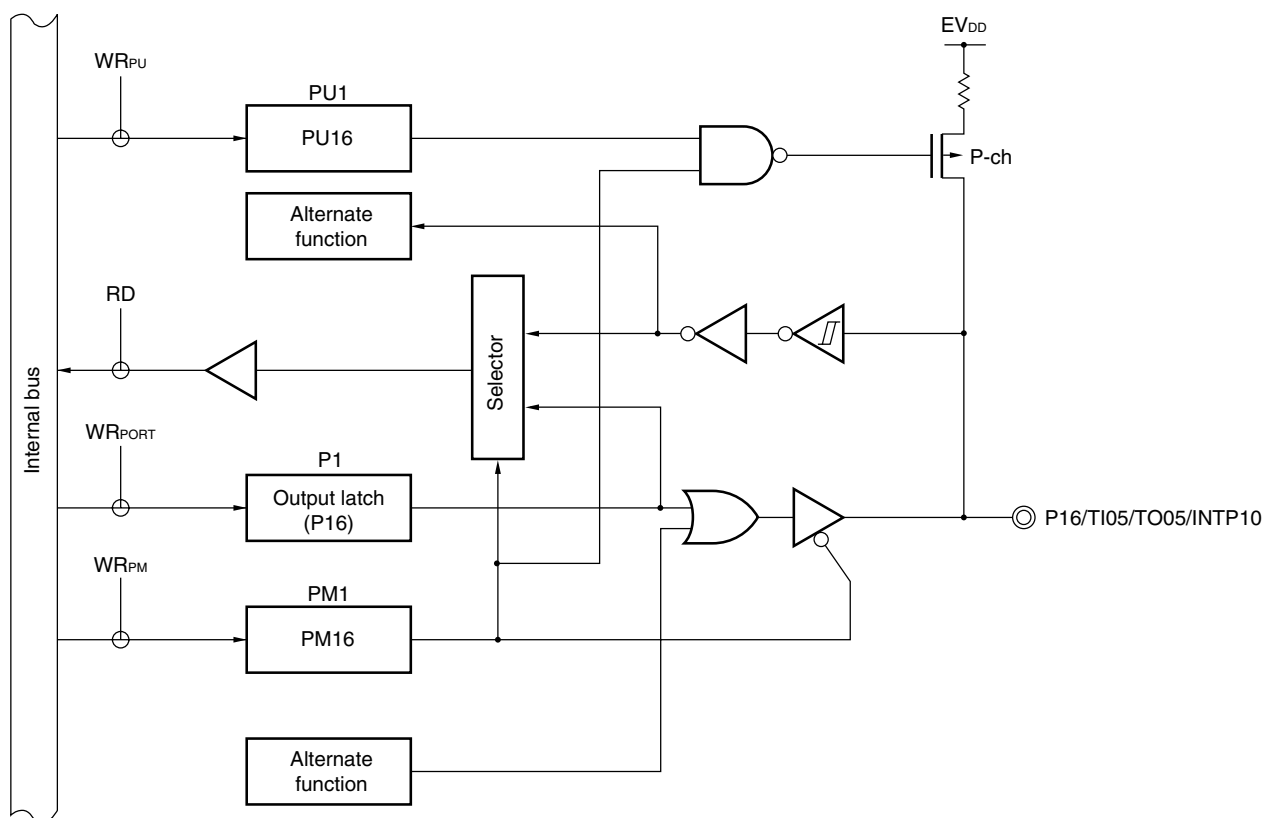 EVDD
WRPU
PU1
PU16
P-ch
Alternate
function
RD
Selector
Internal bus
WRPORT
P1
Output latch
(P16)
P16/TI05/TO05/INTP10
WRPM
PM1
PM16
Alternate
function